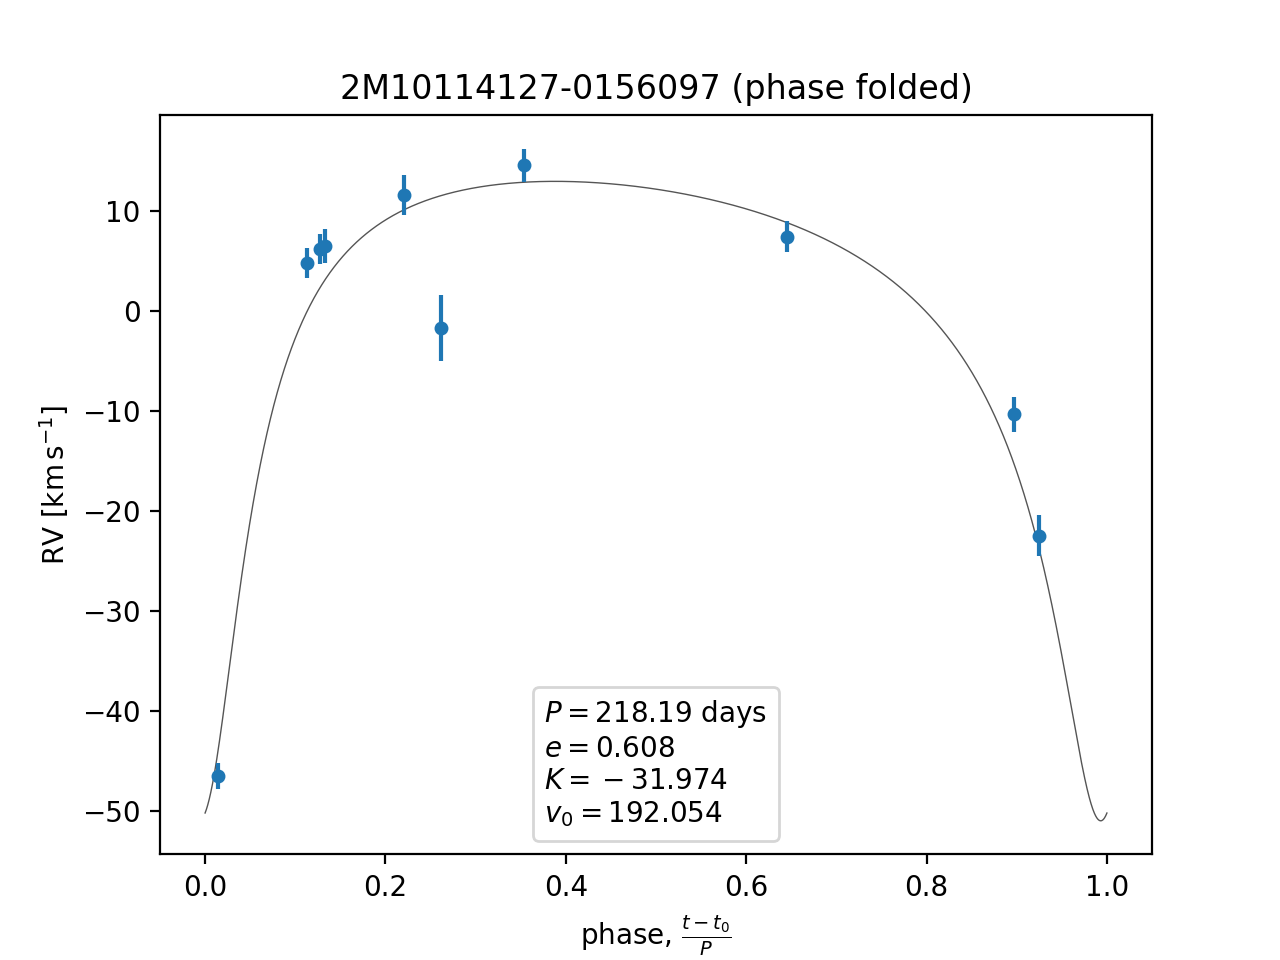 2M10114127-0156097 (phase folded)
10
0
−10
−20
−30
−40
−50
RV [km s⁻¹]
P = 218.19 days
e = 0.608
K = − 31.974
v₀ = 192.054
0.0 0.2 0.4 0.6 0.8 1.0
phase, (t − t₀)/P